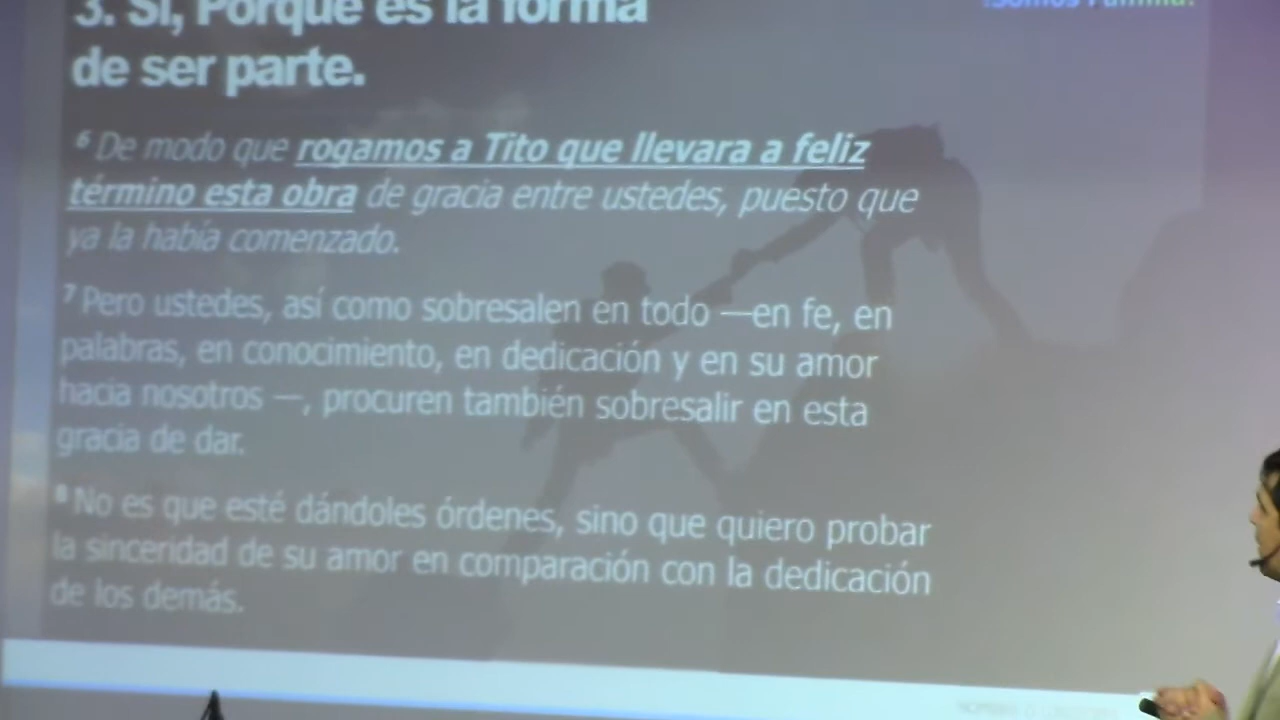 3. Sí, Porque es la forma
de ser parte.
¡Somos Familia!
⁶ De modo que rogamos a Tito que llevara a feliz
término esta obra de gracia entre ustedes, puesto que
ya la había comenzado.
⁷ Pero ustedes, así como sobresalen en todo —en fe, en
palabras, en conocimiento, en dedicación y en su amor
hacia nosotros —, procuren también sobresalir en esta
gracia de dar.
⁸ No es que esté dándoles órdenes, sino que quiero probar
la sinceridad de su amor en comparación con la dedicación
de los demás.